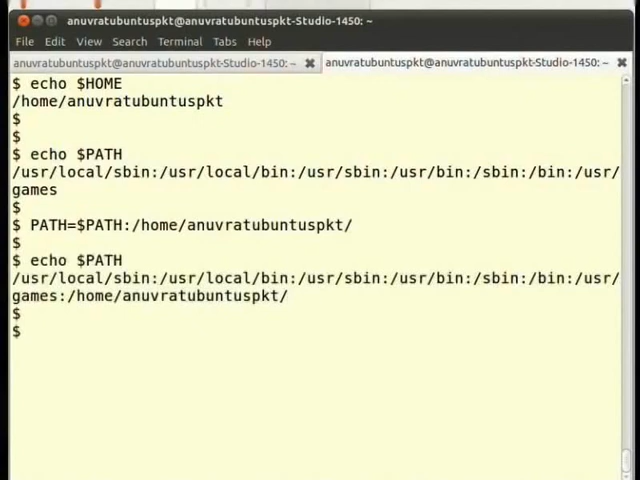 anuvratubuntuspkt@anuvratubuntuspkt-Studio-1450: ~
File Edit View Search Terminal Tabs Help
anuvratubuntuspkt@anuvratubuntuspkt-Studio-1450: ~ anuvratubuntuspkt@anuvratubuntuspkt-Studio-1450: ~
$ echo $HOME
/home/anuvratubuntuspkt
$
$
$ echo $PATH
/usr/local/sbin:/usr/local/bin:/usr/sbin:/usr/bin:/sbin:/bin:/usr/
games
$
$ PATH=$PATH:/home/anuvratubuntuspkt/
$
$ echo $PATH
/usr/local/sbin:/usr/local/bin:/usr/sbin:/usr/bin:/sbin:/bin:/usr/
games:/home/anuvratubuntuspkt/
$
$